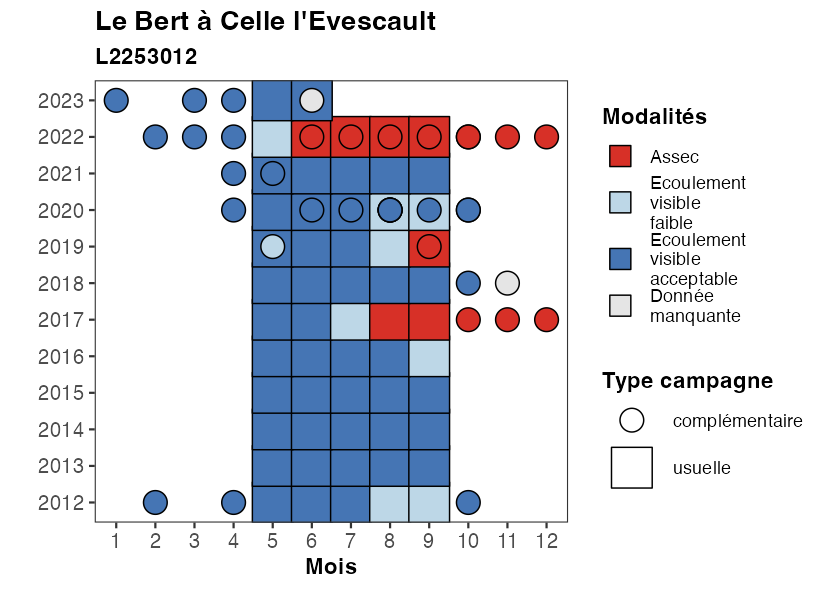 Le Bert à Celle l'Evescault
L2253012
2023
2022
2021
2020
2019
2018
2017
2016
2015
2014
2013
2012
1 2 3 4 5 6 7 8 9 10 11 12
Mois
Modalités
Assec
Ecoulement
visible
faible
Ecoulement
visible
acceptable
Donnée
manquante
Type campagne
complémentaire
usuelle